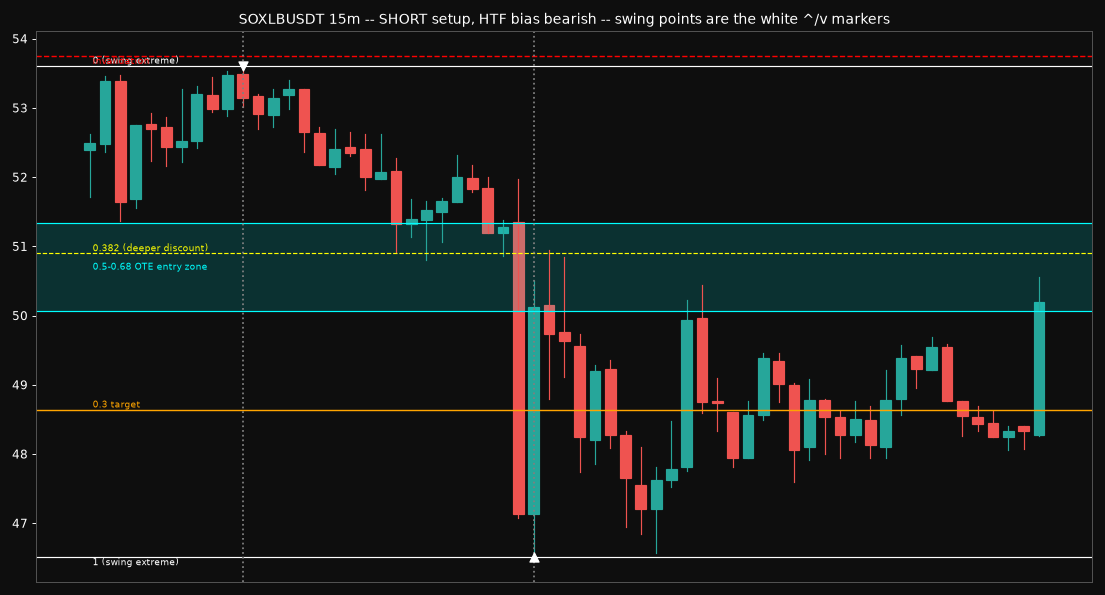 SOXLBUSDT 15m -- SHORT setup, HTF bias bearish -- swing points are the white ^/v markers
54
0 (swing extreme)
53
52
51
0.382 (deeper discount)
0.5-0.68 OTE entry zone
50
49
0.3 target
48
47
1 (swing extreme)